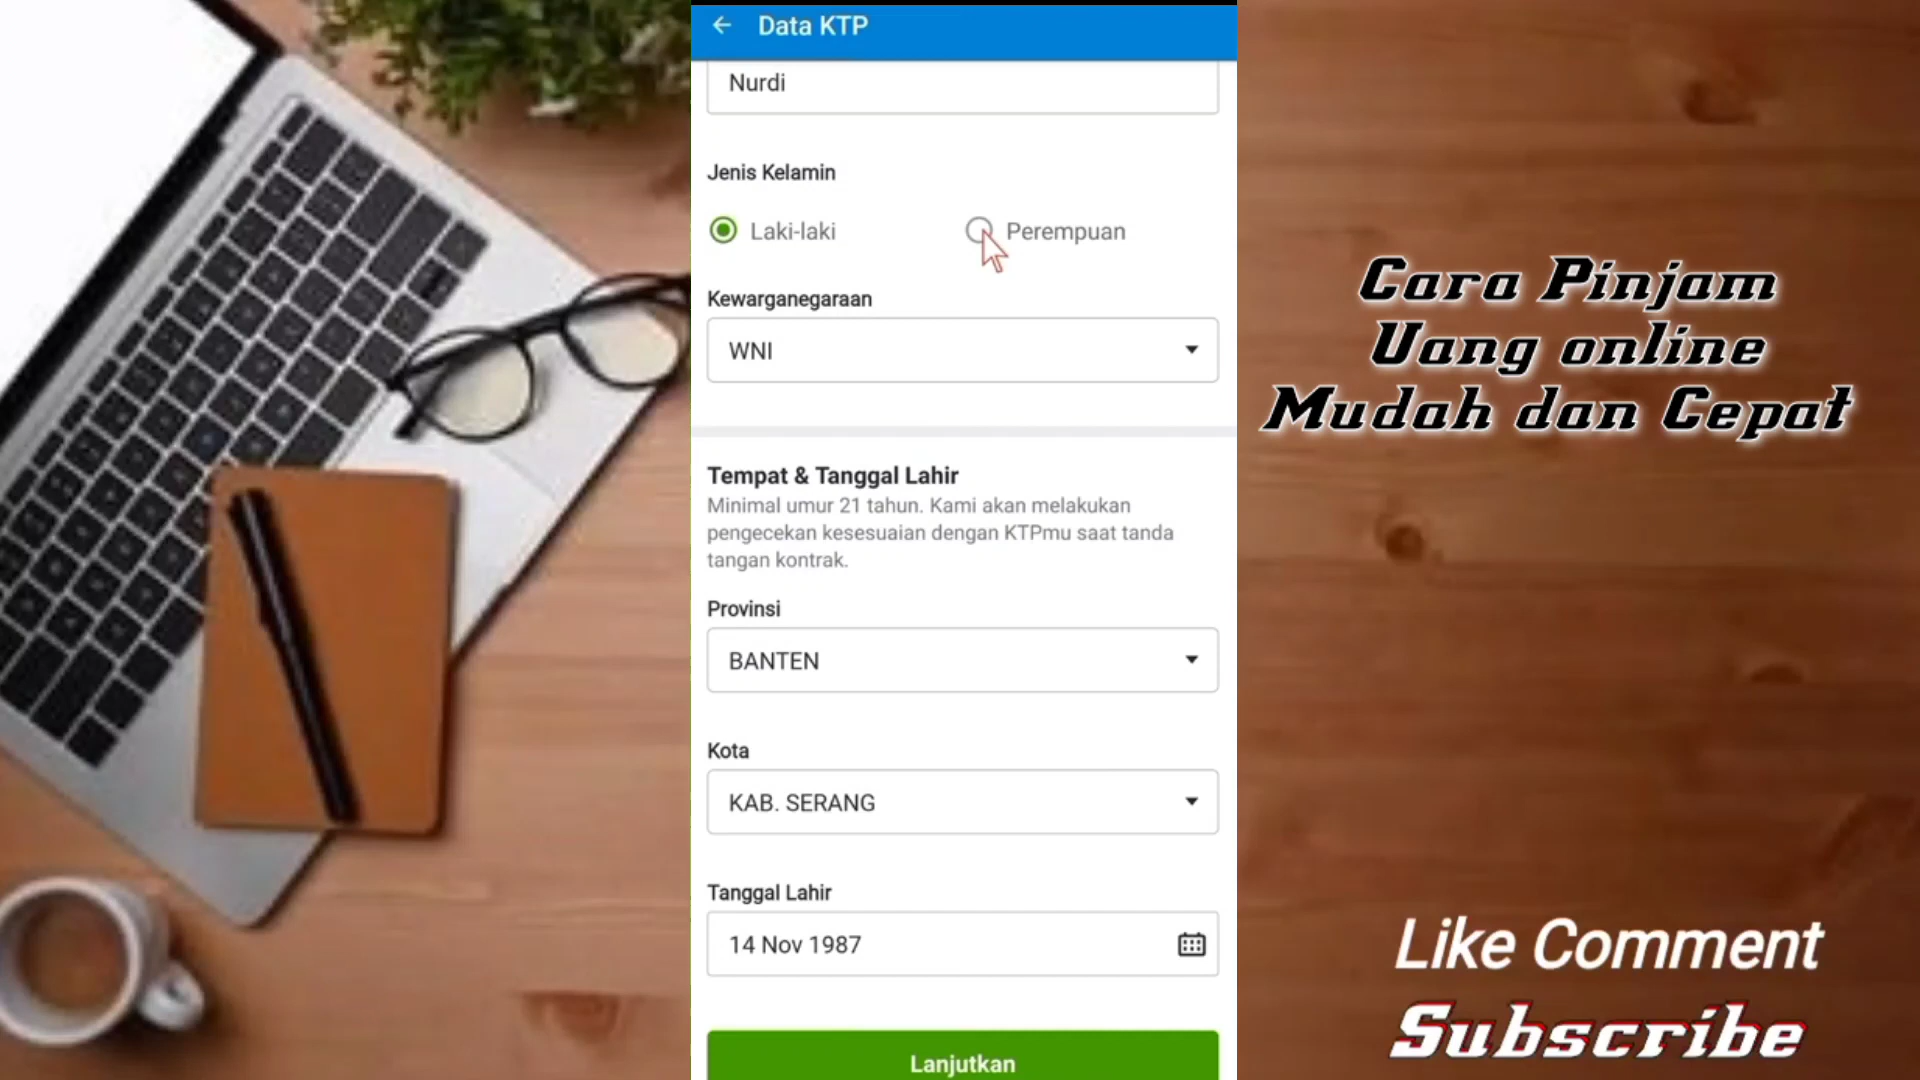 Data KTP
Nurdi
Jenis Kelamin
Laki-laki
Perempuan
Kewarganegaraan
WNI
Tempat & Tanggal Lahir
Minimal umur 21 tahun. Kami akan melakukan
pengecekan kesesuaian dengan KTPmu saat tanda
tangan kontrak.
Provinsi
BANTEN
Kota
KAB. SERANG
Tanggal Lahir
14 Nov 1987
Lanjutkan
Cara Pinjam
Uang online
Mudah dan Cepat
Like Comment
Subscribe